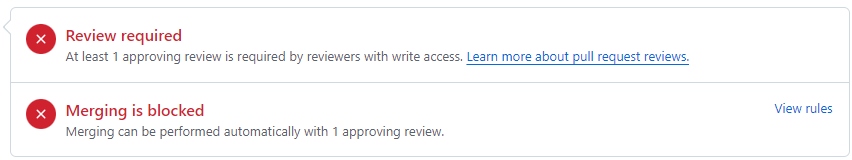 Review required
At least 1 approving review is required by reviewers with write access. Learn more about pull request reviews.
Merging is blocked
View rules
Merging can be performed automatically with 1 approving review.